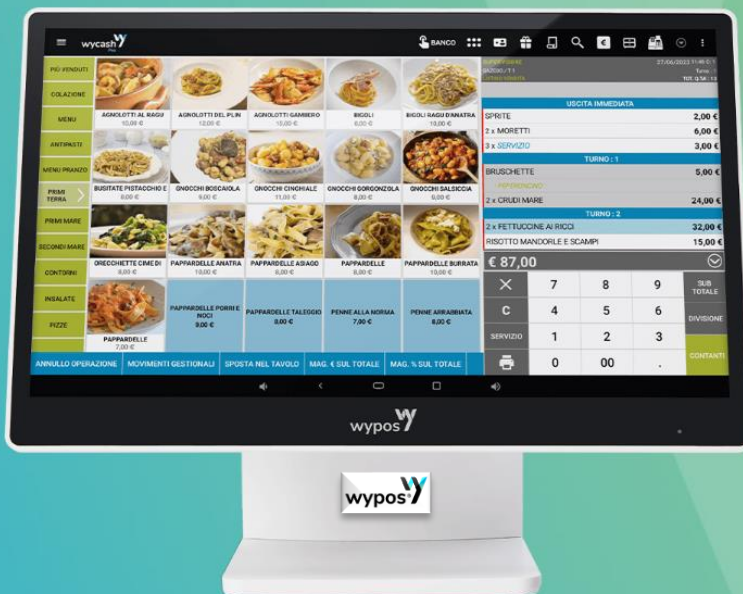 wycash
BANCO
PIÙ VENDUTI
COLAZIONE
MENU
ANTIPASTI
MENU PRANZO
PRIMI
TERRA
PRIMI MARE
SECONDI MARE
CONTORNI
INSALATE
PIZZE
AGNOLOTTI AL RAGU
10,00 €
AGNOLOTTI DEL PLIN
12,00 €
AGNOLOTTI GAMBERO
15,00 €
BIGOLI
8,00 €
BIGOLI RAGU D'ANATRA
10,00 €
BUSIATE PISTACCHIO E
GNOCCHI BOSCAIOLA
9,00 €
GNOCCHI CINGHIALE
11,00 €
GNOCCHI GORGONZOLA
8,00 €
GNOCCHI SALSICCIA
ORECCHIETTE CIME DI
8,00 €
PAPPARDELLE ANATRA
10,00 €
PAPPARDELLE ASIAGO
8,00 €
PAPPARDELLE
8,00 €
PAPPARDELLE BURRATA
10,00 €
PAPPARDELLE
7,00 €
PAPPARDELLE PORRI E
NOCI
9,00 €
PAPPARDELLE TALEGGIO
8,00 €
PENNE ALLA NORMA
7,00 €
PENNE ARRABBIATA
8,00 €
ANNULLO OPERAZIONE
MOVIMENTI GESTIONALI
SPOSTA NEL TAVOLO
MAG. € SUL TOTALE
MAG. % SUL TOTALE
USCITA IMMEDIATA
SPRITE 2,00 €
2 x MORETTI 6,00 €
3 x SERVIZIO 3,00 €
TURNO : 1
BRUSCHETTE 5,00 €
- PEPERONCINO
2 x CRUDI MARE 24,00 €
TURNO : 2
2 x FETTUCCINE AI RICCI 32,00 €
RISOTTO MANDORLE E SCAMPI 15,00 €
€ 87,00
7 8 9 SUB
TOTALE
C 4 5 6 DIVISIONE
SERVIZIO 1 2 3
0 00 . CONTANTI
wypos
wypos